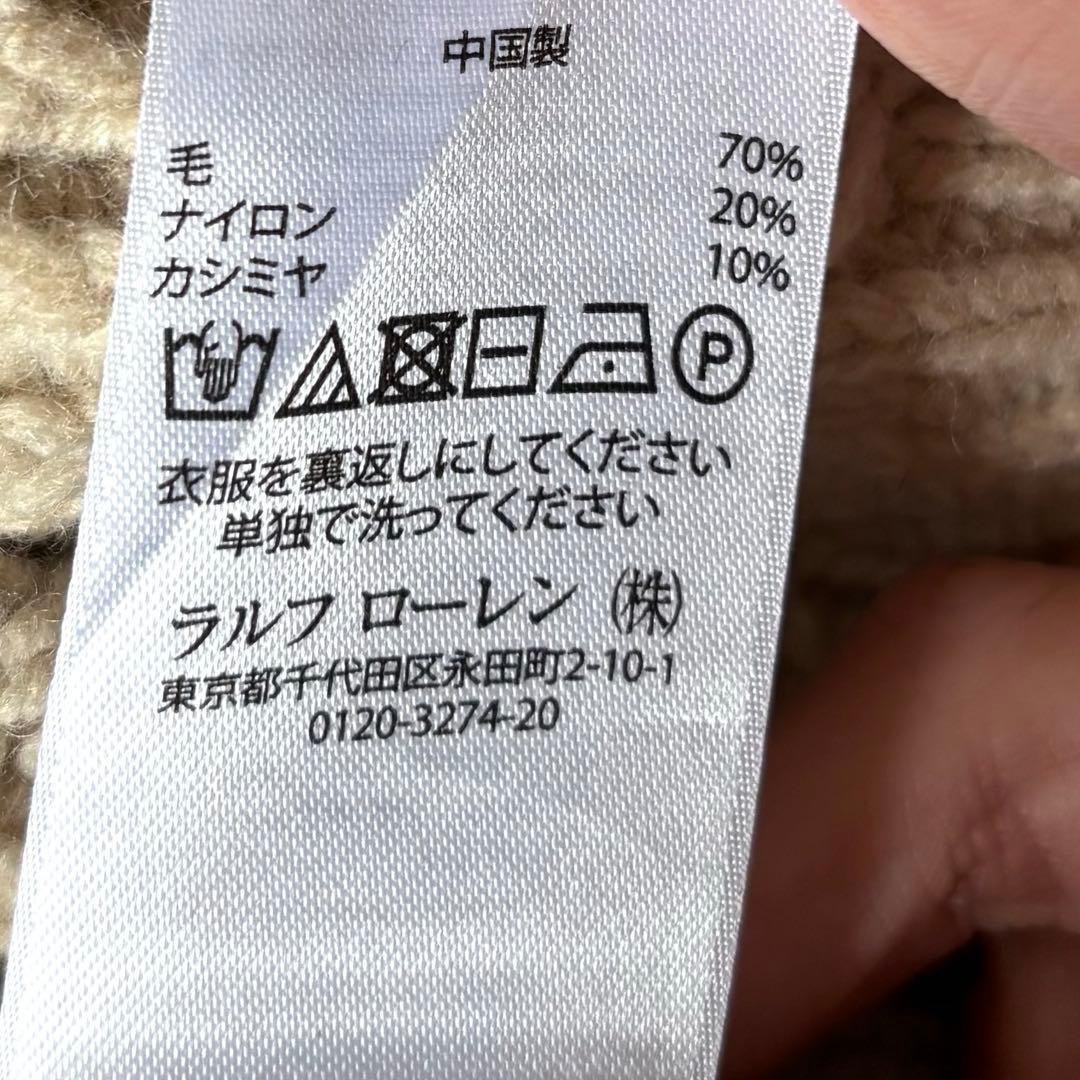 中国製
毛 70%
ナイロン 20%
カシミヤ 10%
P
衣服を裏返しにしてください
単独で洗ってください
ラルフ ローレン (株)
東京都千代田区永田町2-10-1
0120-3274-20